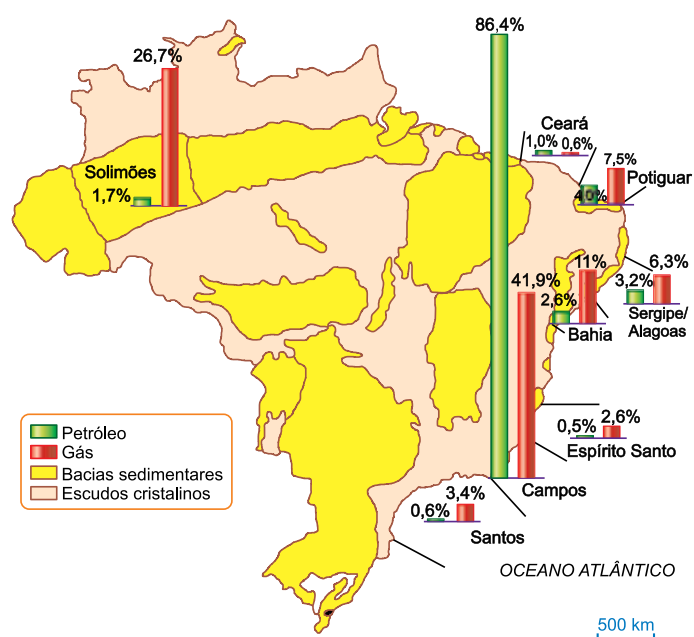 86,4%
26,7%
Ceará
1,0% 0,6%
7,5%
Solimões
1,7%
Potiguar
4,0%
11%
6,3%
41,9%
3,2%
2,6%
Sergipe/
Alagoas
Bahia
Petróleo
Gás
Bacias sedimentares
Escudos cristalinos
0,5% 2,6%
Espírito Santo
Campos
3,4%
0,6%
Santos
OCEANO ATLÂNTICO
500 km